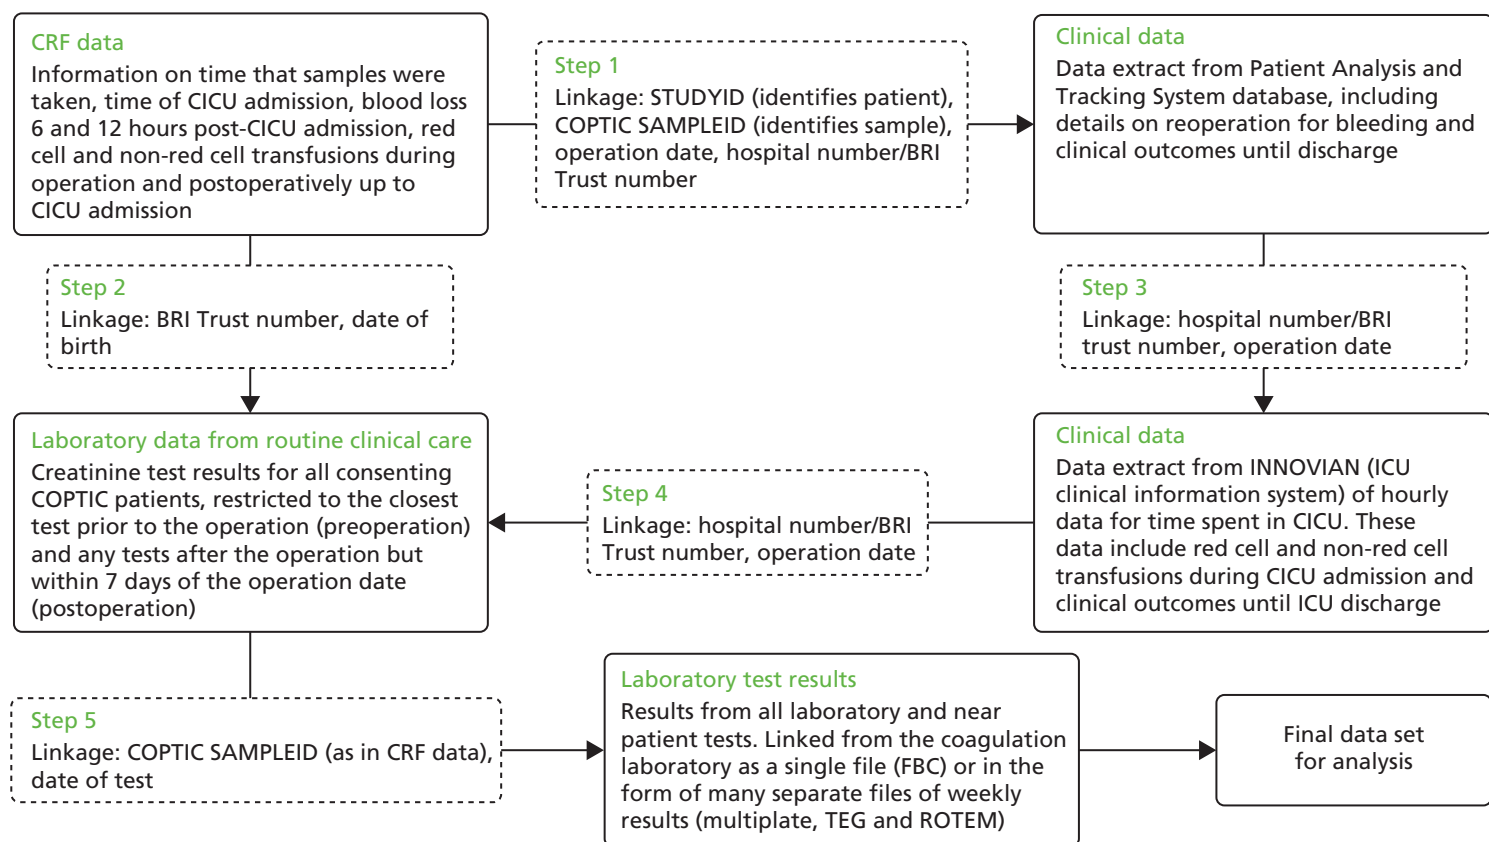 CRF data
Information on time that samples were
taken, time of CICU admission, blood loss
6 and 12 hours post-CICU admission, red
cell and non-red cell transfusions during
operation and postoperatively up to
CICU admission
Step 1
Linkage: STUDYID (identifies patient),
COPTIC SAMPLEID (identifies sample),
operation date, hospital number/BRI
Trust number
Clinical data
Data extract from Patient Analysis and
Tracking System database, including
details on reoperation for bleeding and
clinical outcomes until discharge
Step 2
Linkage: BRI Trust number, date of
birth
Step 3
Linkage: hospital number/BRI
trust number, operation date
Laboratory data from routine clinical care
Creatinine test results for all consenting
COPTIC patients, restricted to the closest
test prior to the operation (preoperation)
and any tests after the operation but
within 7 days of the operation date
(postoperation)
Step 4
Linkage: hospital number/BRI
Trust number, operation date
Clinical data
Data extract from INNOVIAN (ICU
clinical information system) of hourly
data for time spent in CICU. These
data include red cell and non-red cell
transfusions during CICU admission and
clinical outcomes until ICU discharge
Step 5
Linkage: COPTIC SAMPLEID (as in CRF data),
date of test
Laboratory test results
Results from all laboratory and near
patient tests. Linked from the coagulation
laboratory as a single file (FBC) or in the
form of many separate files of weekly
results (multiplate, TEG and ROTEM)
Final data set
for analysis